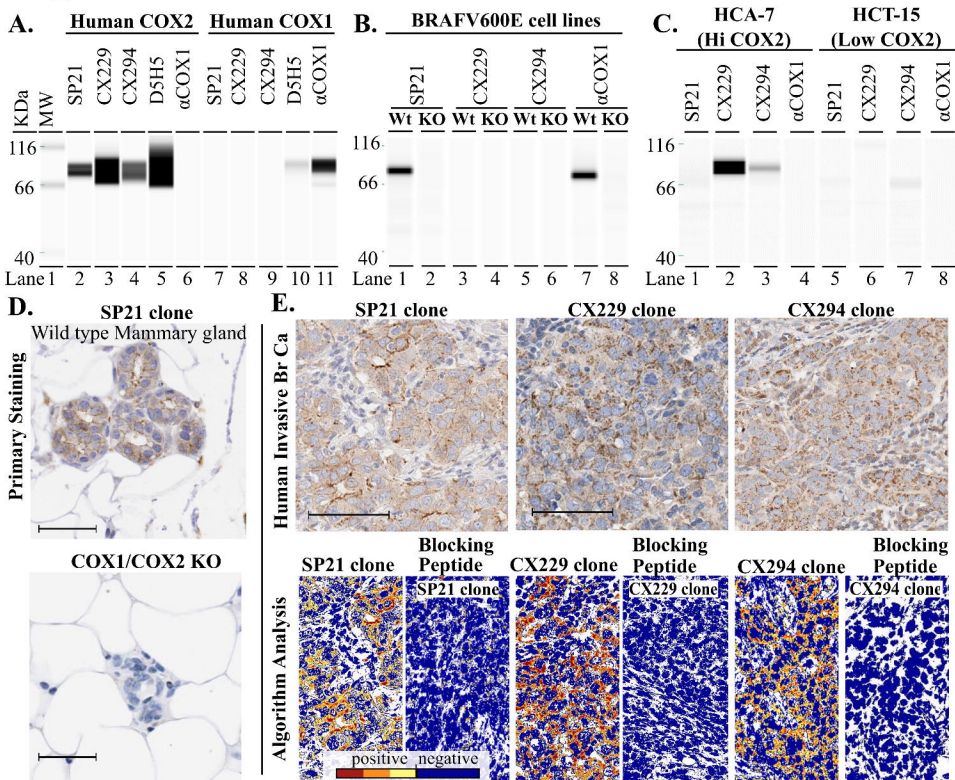 A.
Human COX2 Human COX1
KDa
MW
SP21
CX229
CX294
D5H5
αCOX1
SP21
CX229
CX294
D5H5
αCOX1
116
66
40
Lane 1 2 3 4 5 6 7 8 9 10 11
B.
BRAFV600E cell lines
SP21
CX229
CX294
αCOX1
Wt KO Wt KO Wt KO Wt KO
116
66
40
Lane 1 2 3 4 5 6 7 8
C.
HCA-7 HCT-15
(Hi COX2) (Low COX2)
SP21
CX229
CX294
αCOX1
SP21
CX229
CX294
αCOX1
116
66
40
Lane 1 2 3 4 5 6 7 8
D.
SP21 clone
Wild type Mammary gland
Primary Staining
COX1/COX2 KO
E.
SP21 clone CX229 clone CX294 clone
Human Invasive Br Ca
Blocking Blocking Blocking
SP21 clone Peptide CX229 clone Peptide CX294 clone Peptide
SP21 clone CX229 clone CX294 clone
Algorithm Analysis
positive negative